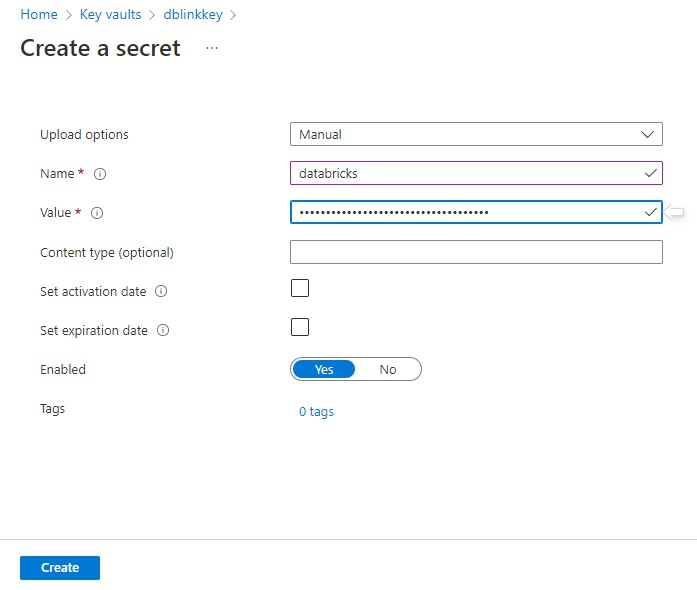 Home > Key vaults > dblinkkey >
Create a secret ...
Upload options Manual
Name * databricks
Value * ••••••••••••••••••••••••••••••••••••
Content type (optional)
Set activation date
Set expiration date
Enabled Yes No
Tags 0 tags
Create